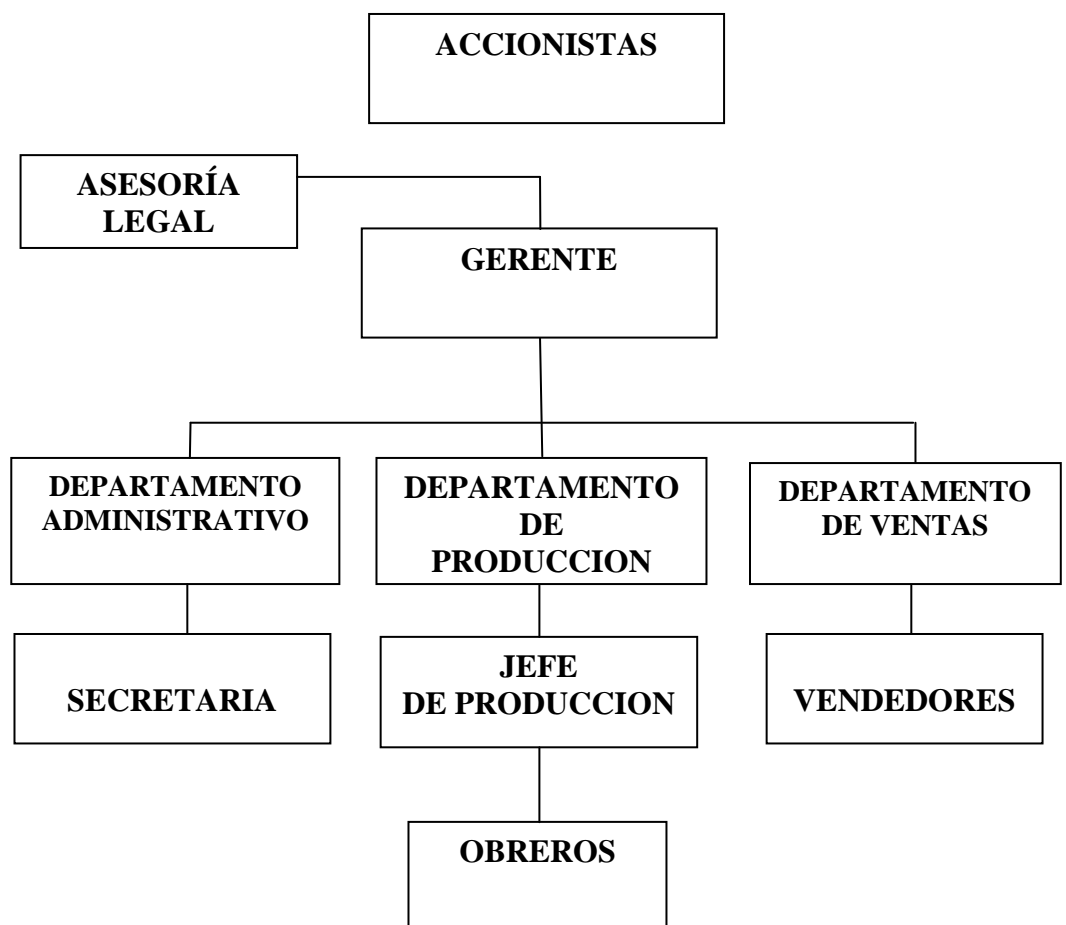 ACCIONISTAS
ASESORÍA
LEGAL
GERENTE
DEPARTAMENTO
ADMINISTRATIVO
DEPARTAMENTO
DE
PRODUCCION
DEPARTAMENTO
DE VENTAS
SECRETARIA
JEFE
DE PRODUCCION
VENDEDORES
OBREROS